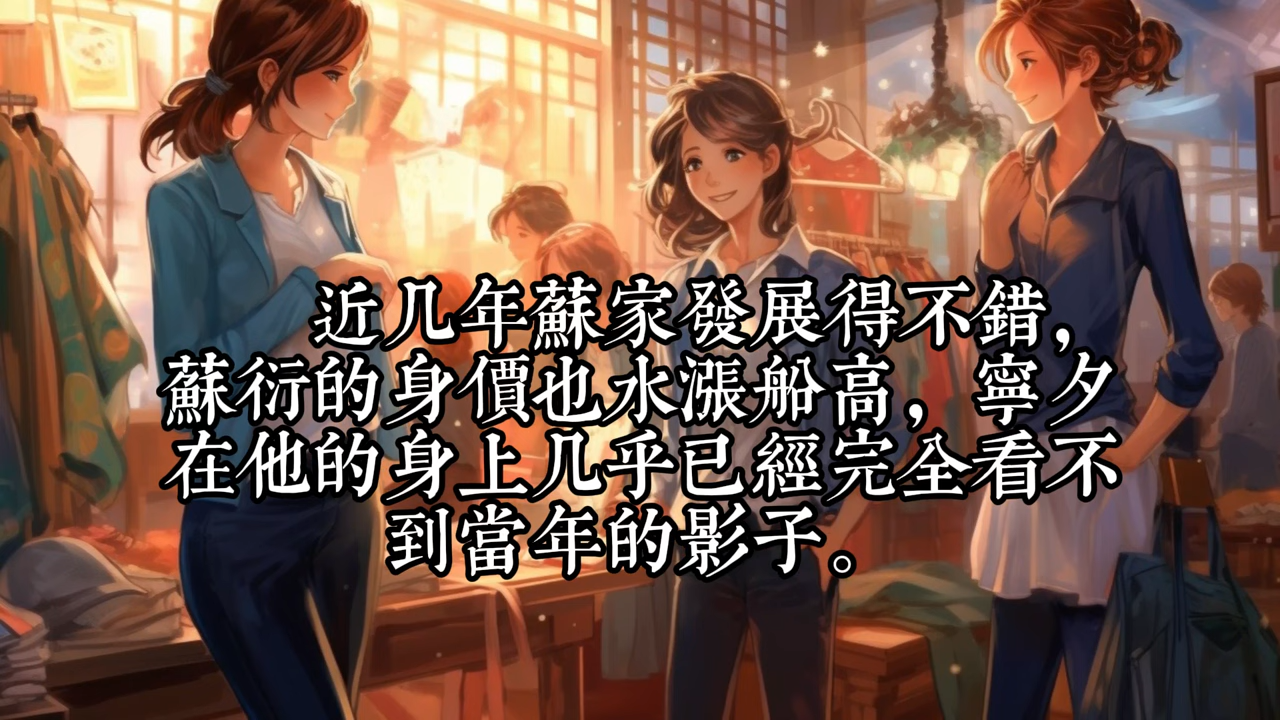 近几年蘇家發展得不錯，
蘇衍的身價也水漲船高，寧夕
在他的身上几乎已經完全看不
到當年的影子。